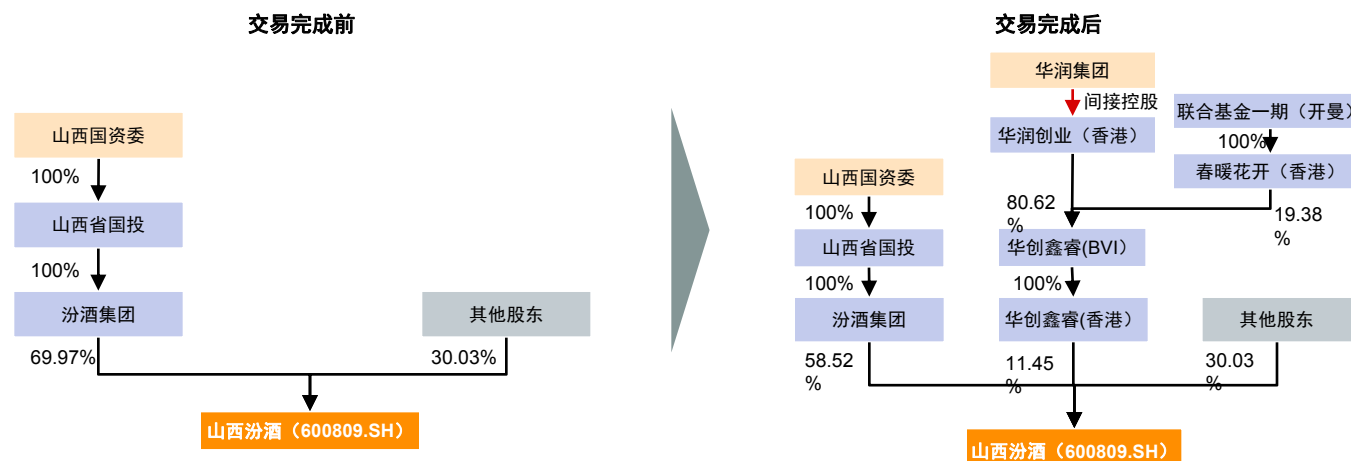 交易完成前
山西国资委
100%
山西省国投
100%
汾酒集团
其他股东
69.97%
30.03%
山西汾酒（600809.SH）
交易完成后
华润集团
间接控股
联合基金一期（开曼）
华润创业（香港）
100%
春暖花开（香港）
山西国资委
100%
80.62
%
19.38
%
山西省国投
华创鑫睿(BVI）
100%
100%
汾酒集团
华创鑫睿(香港）
其他股东
58.52
%
11.45
%
30.03
%
山西汾酒（600809.SH）